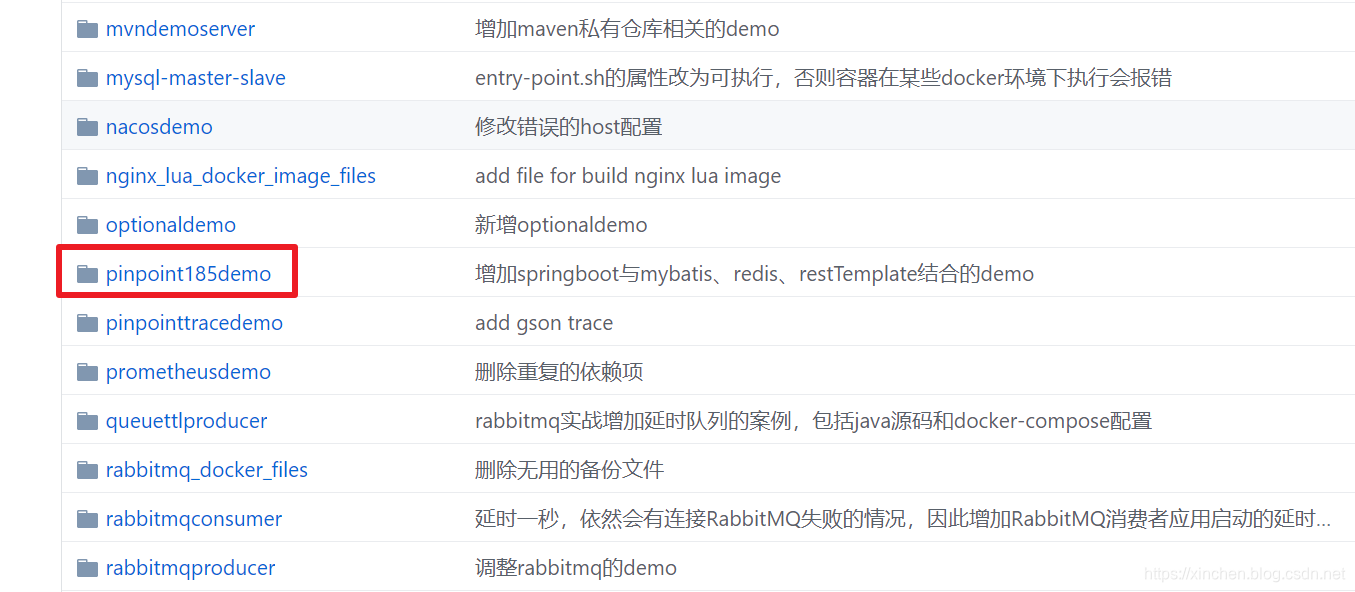 mvndemoserver 增加maven私有仓库相关的demo
mysql-master-slave entry-point.sh的属性改为可执行，否则容器在某些docker环境下执行会报错
nacosdemo 修改错误的host配置
nginx_lua_docker_image_files add file for build nginx lua image
optionaldemo 新增optionaldemo
pinpoint185demo 增加springboot与mybatis、redis、restTemplate结合的demo
pinpointtracedemo add gson trace
prometheusdemo 删除重复的依赖项
queuettlproducer rabbitmq实战增加延时队列的案例，包括java源码和docker-compose配置
rabbitmq_docker_files 删除无用的备份文件
rabbitmqconsumer 延时一秒，依然会有连接RabbitMQ失败的情况，因此增加RabbitMQ消费者应用启动的延时...
rabbitmqproducer 调整rabbitmq的demo
https://xinchen.blog.csdn.net